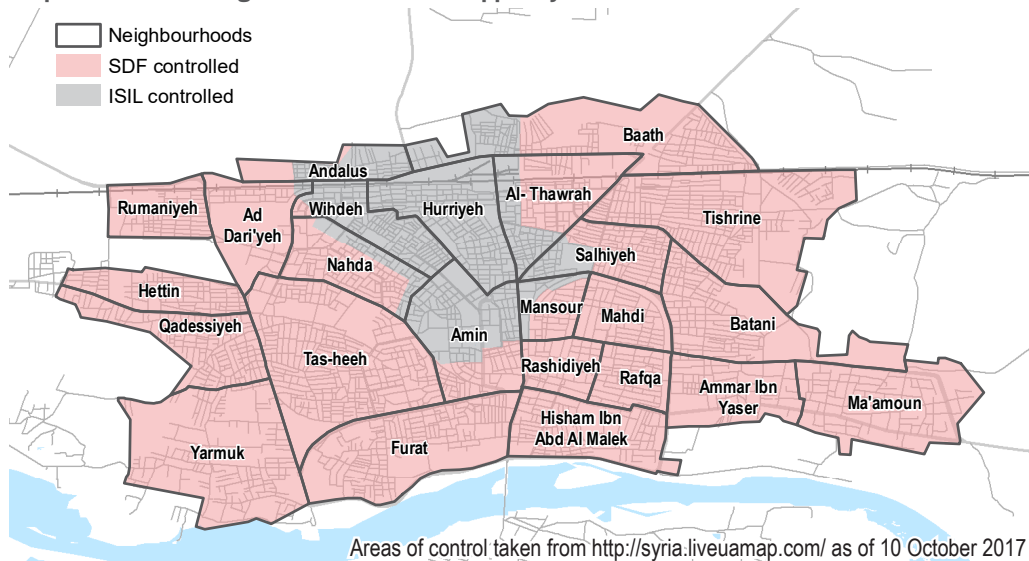 Neighbourhoods
SDF controlled
ISIL controlled
Baath
Andalus
Rumaniyeh
Ad
Dari'yeh
Wihdeh
Hurriyeh
Al- Thawrah
Tishrine
Nahda
Salhiyeh
Hettin
Qadessiyeh
Mansour
Mahdi
Batani
Amin
Tas-heeh
Rashidiyeh
Rafqa
Ammar Ibn
Yaser
Ma'amoun
Hisham Ibn
Abd Al Malek
Furat
Yarmuk
Areas of control taken from http://syria.liveuamap.com/ as of 10 October 2017